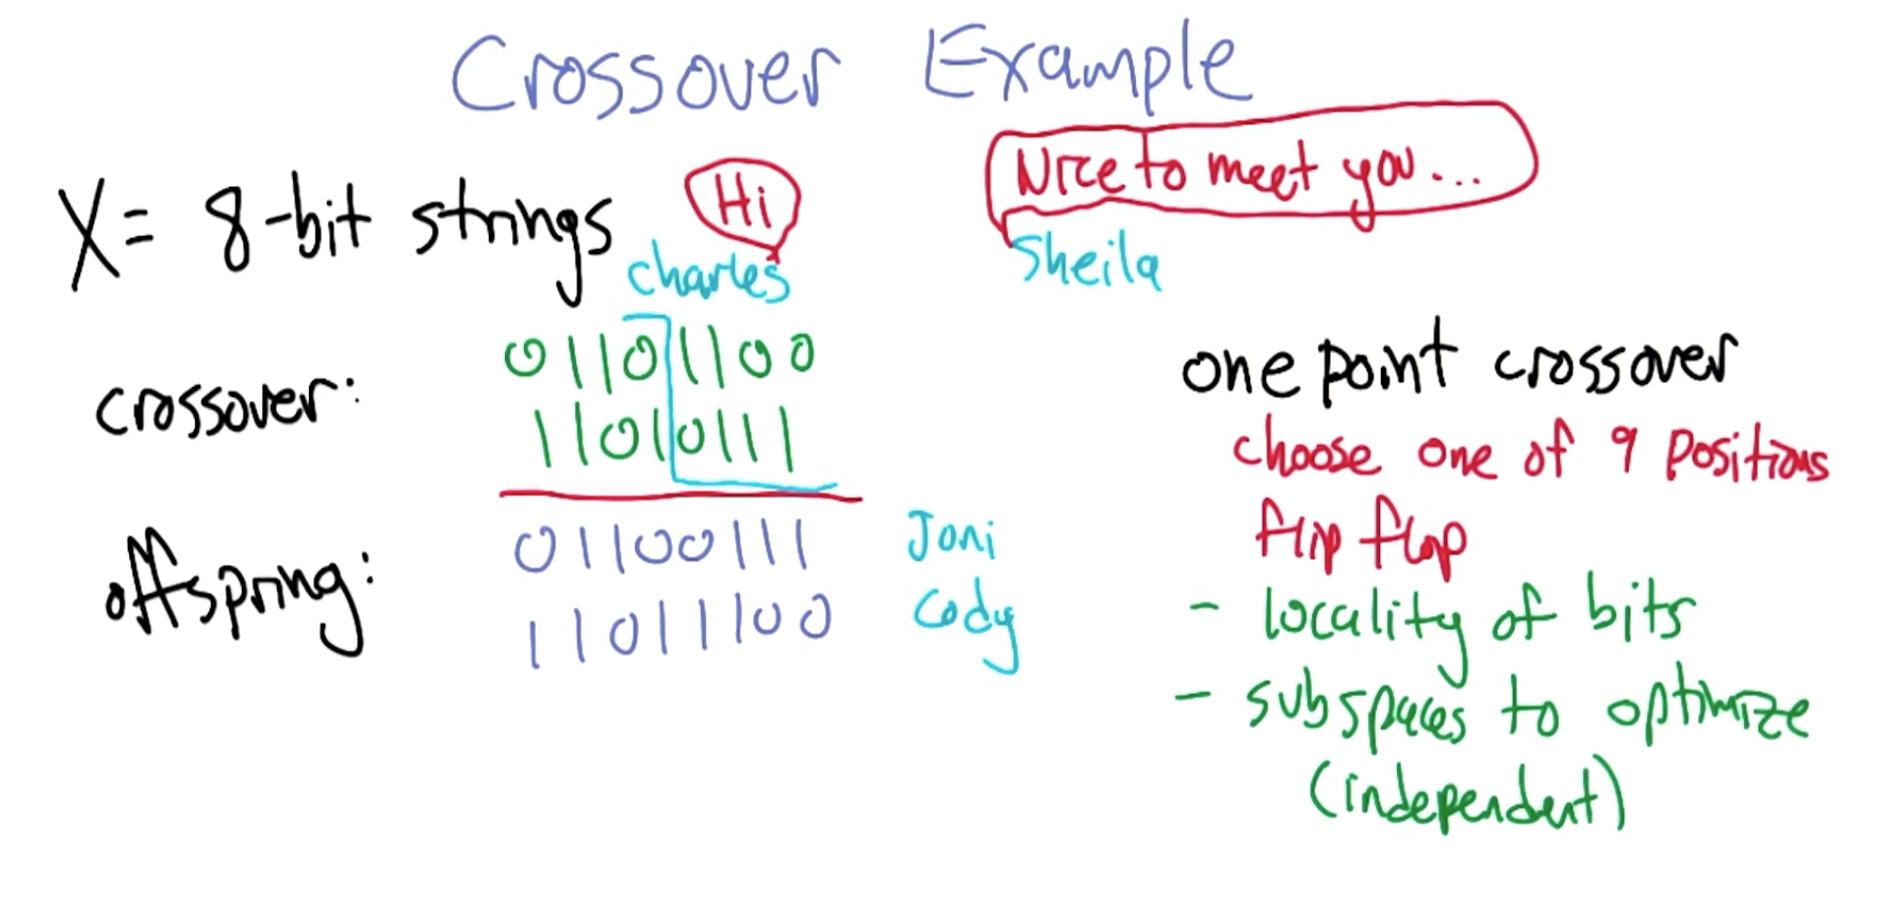 Crossover Example
X = 8-bit strings
Hi
Nice to meet you...
charles
Sheila
crossover:
01101100
11010111
offspring:
01100111
11011100
Joni
Cody
one point crossover
choose one of 9 positions
flip flop
- locality of bits
- subspaces to optimize
(independent)